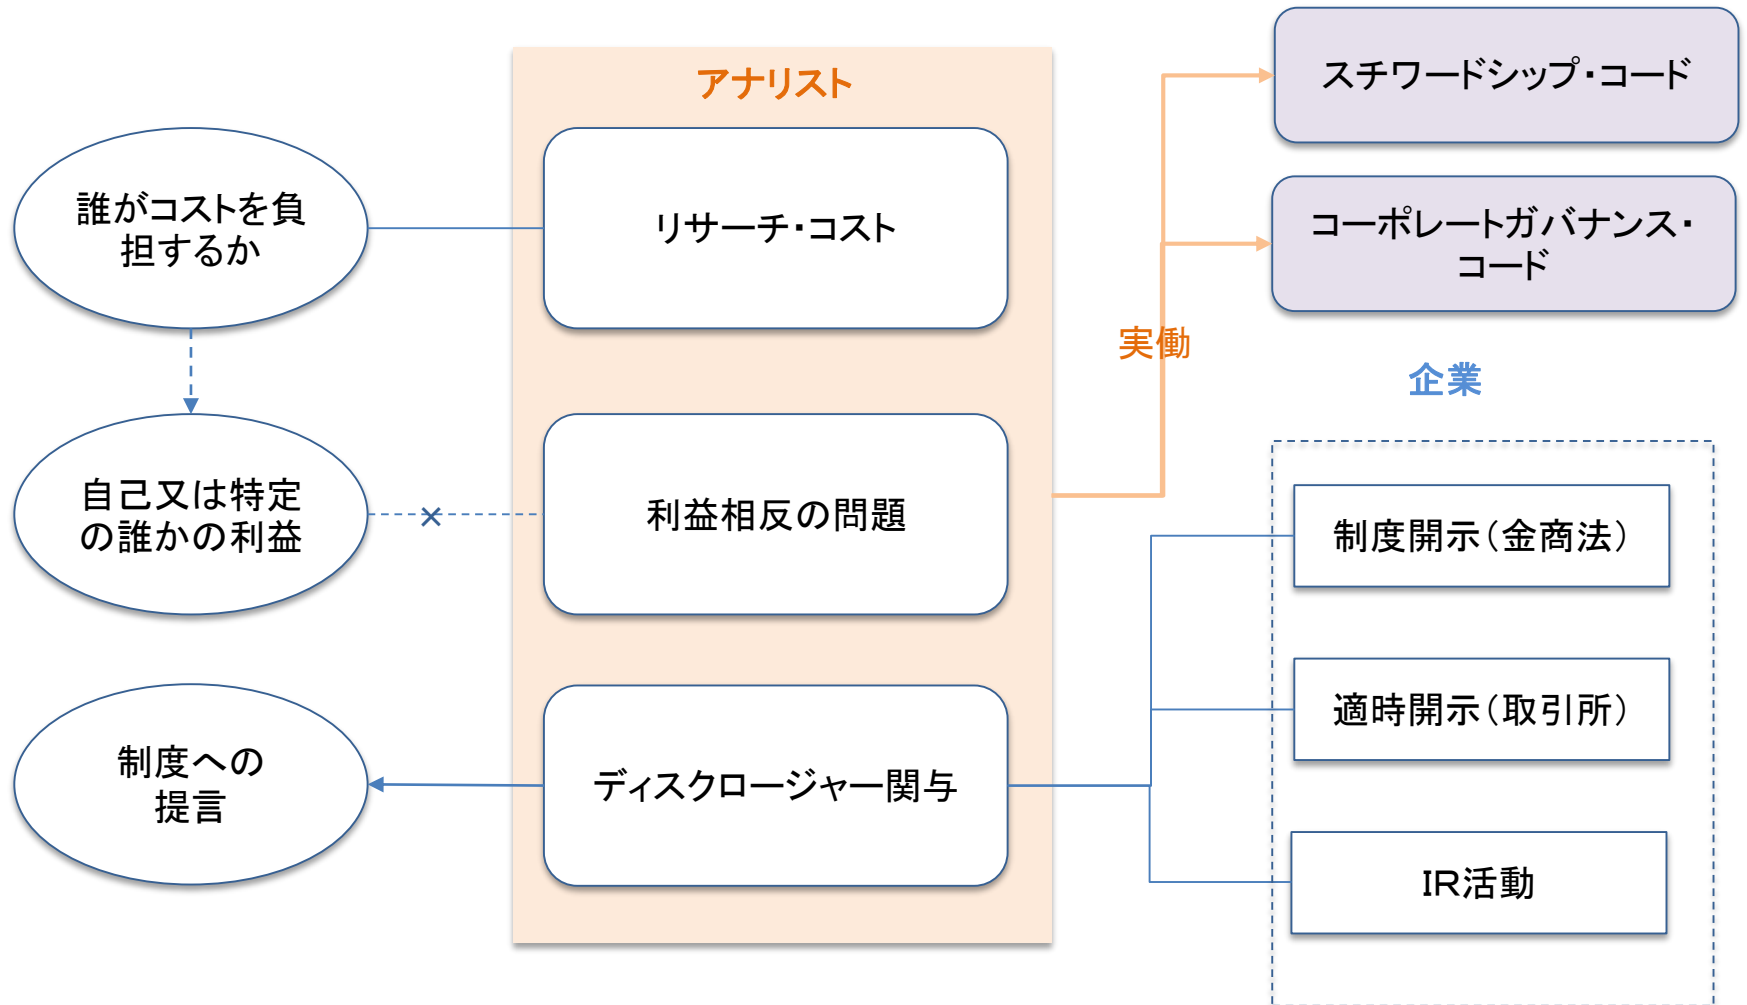 アナリスト
誰がコストを負
担するか
リサーチ・コスト
自己又は特定
の誰かの利益
×
利益相反の問題
制度への
提言
ディスクロージャー関与
実働
スチワードシップ・コード
コーポレートガバナンス・
コード
企業
制度開示（金商法）
適時開示（取引所）
IR活動